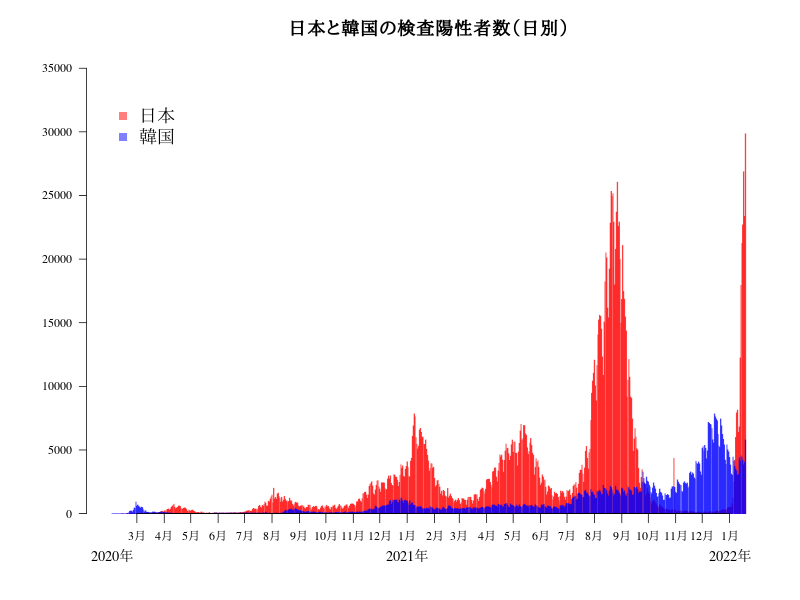 日本と韓国の検査陽性者数(日別)
35000
日本
30000
韓国
25000
20000
15000
10000
5000
0
3月 4月 5月 6月 7月 8月 9月 10月 11月 12月 1月 2月 3月 4月 5月 6月 7月 8月 9月 10月 11月 12月 1月
2020年 2021年 2022年